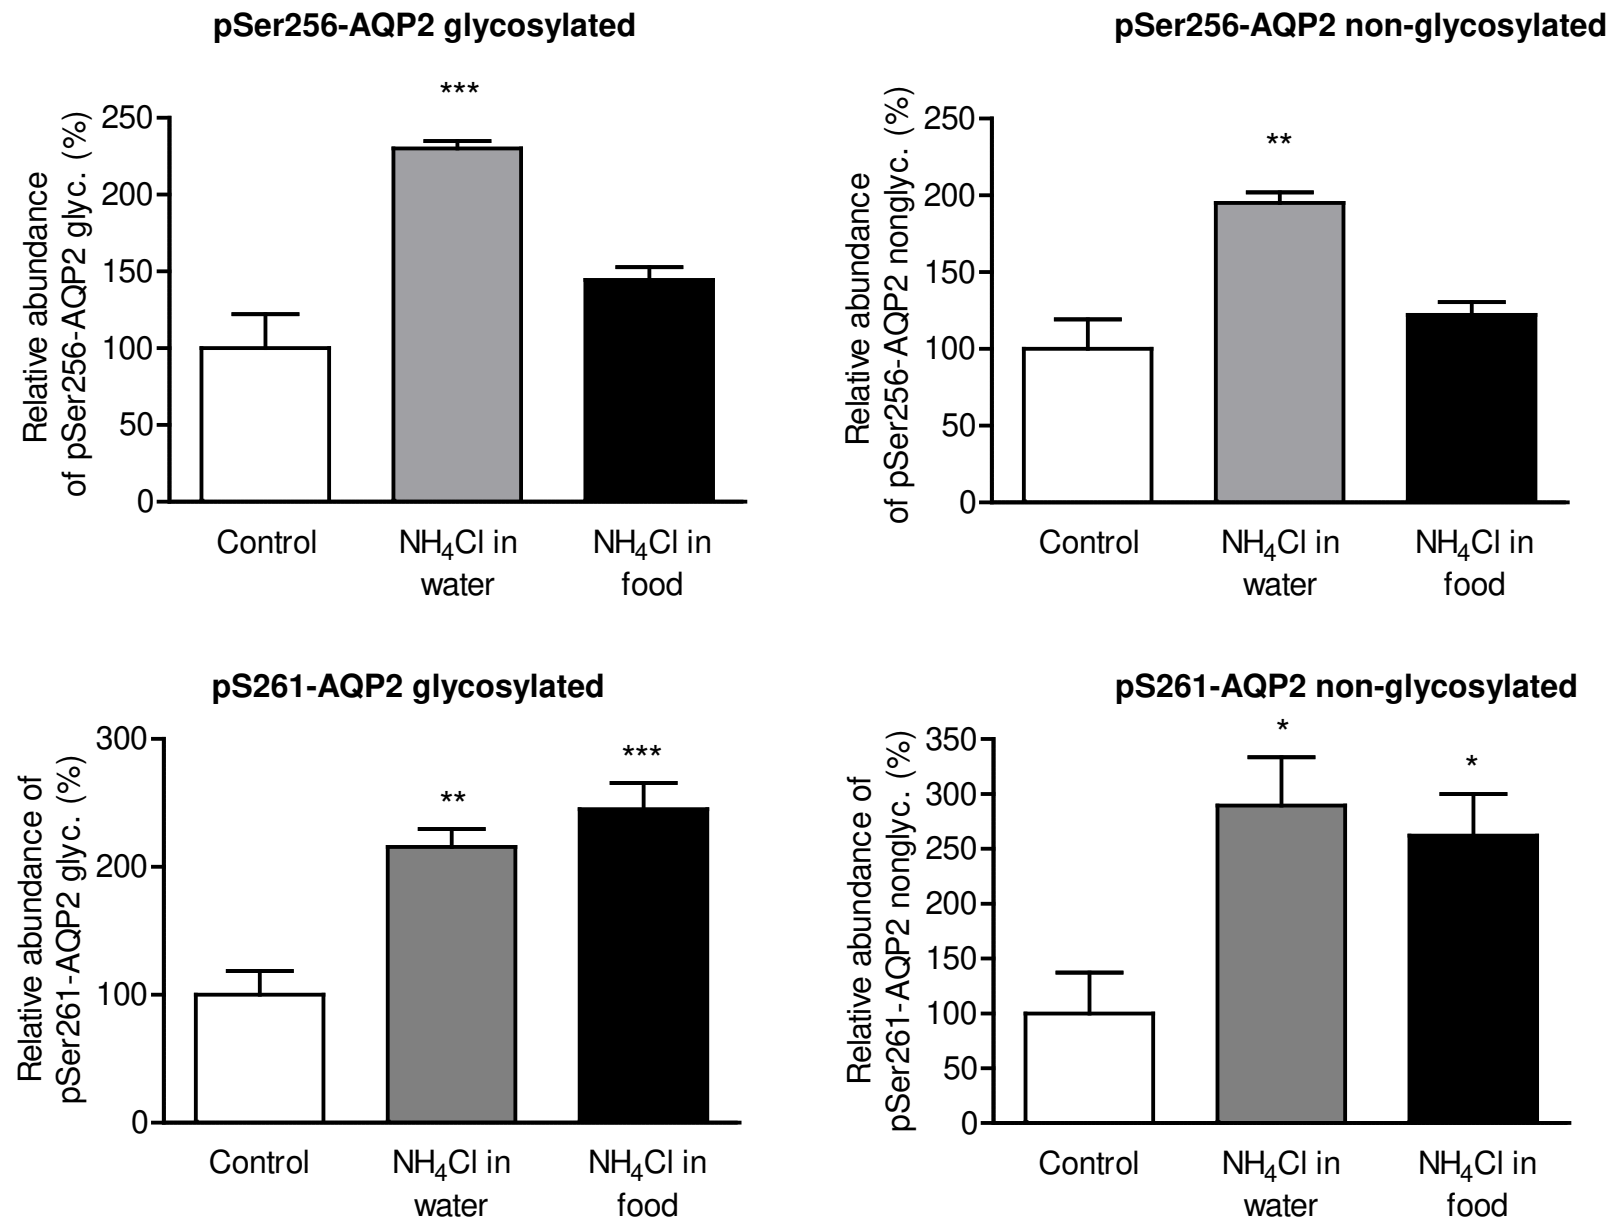 pSer256-AQP2 glycosylated
***
Relative abundance
of pSer256-AQP2 glyc. (%)
250
200
150
100
50
0
Control
NH₄Cl in
water
NH₄Cl in
food
pSer256-AQP2 non-glycosylated
**
Relative abundance
of pSer256-AQP2 nonglyc. (%)
250
200
150
100
50
0
Control
NH₄Cl in
water
NH₄Cl in
food
pS261-AQP2 glycosylated
**
***
Relative abundance of
pSer261-AQP2 glyc. (%)
300
200
100
0
Control
NH₄Cl in
water
NH₄Cl in
food
pS261-AQP2 non-glycosylated
*
*
Relative abundance of
pSer261-AQP2 nonglyc. (%)
350
300
250
200
150
100
50
0
Control
NH₄Cl in
water
NH₄Cl in
food